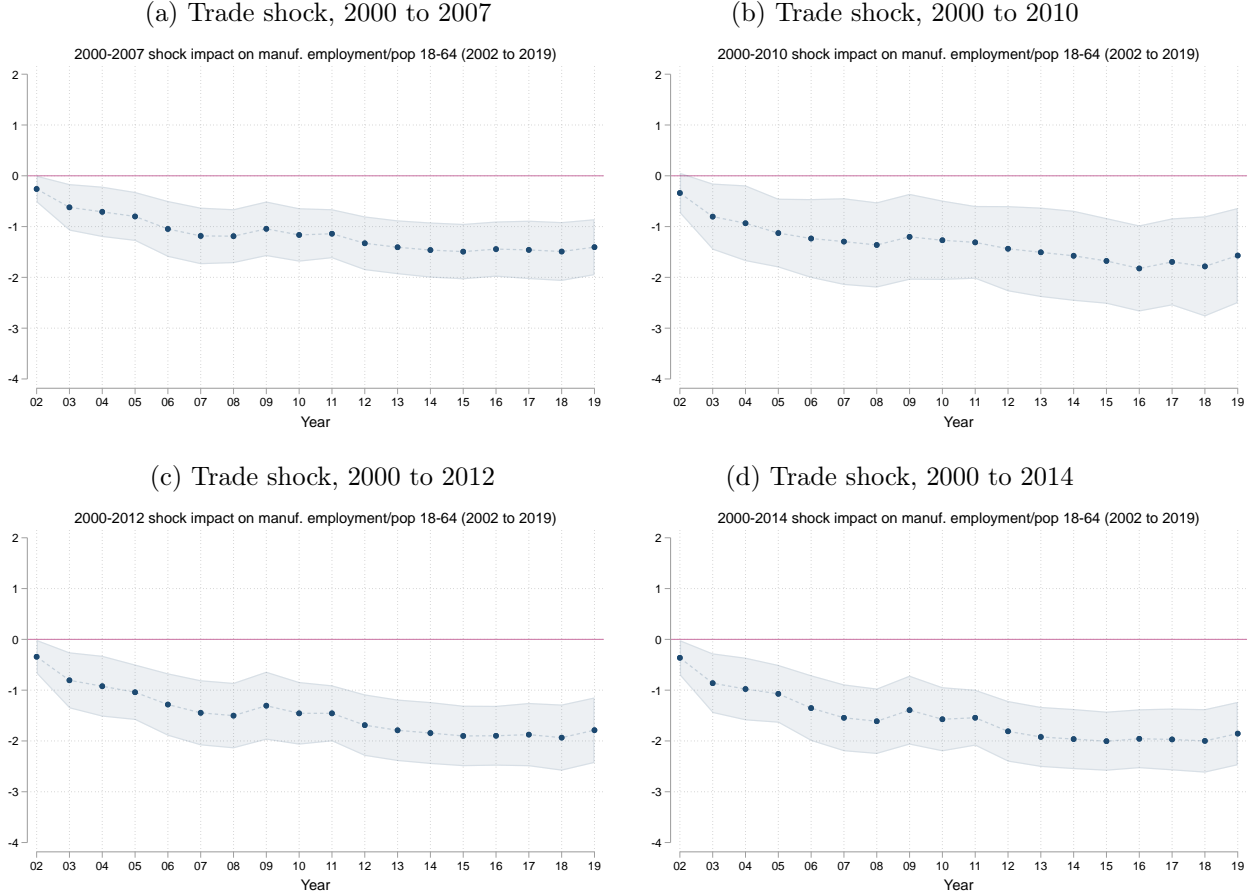 (a) Trade shock, 2000 to 2007
2000-2007 shock impact on manuf. employment/pop 18-64 (2002 to 2019)
2
1
0
-1
-2
-3
-4
02 03 04 05 06 07 08 09 10 11 12 13 14 15 16 17 18 19
Year
(b) Trade shock, 2000 to 2010
2000-2010 shock impact on manuf. employment/pop 18-64 (2002 to 2019)
2
1
0
-1
-2
-3
-4
02 03 04 05 06 07 08 09 10 11 12 13 14 15 16 17 18 19
Year
(c) Trade shock, 2000 to 2012
2000-2012 shock impact on manuf. employment/pop 18-64 (2002 to 2019)
2
1
0
-1
-2
-3
-4
02 03 04 05 06 07 08 09 10 11 12 13 14 15 16 17 18 19
Year
(d) Trade shock, 2000 to 2014
2000-2014 shock impact on manuf. employment/pop 18-64 (2002 to 2019)
2
1
0
-1
-2
-3
-4
02 03 04 05 06 07 08 09 10 11 12 13 14 15 16 17 18 19
Year